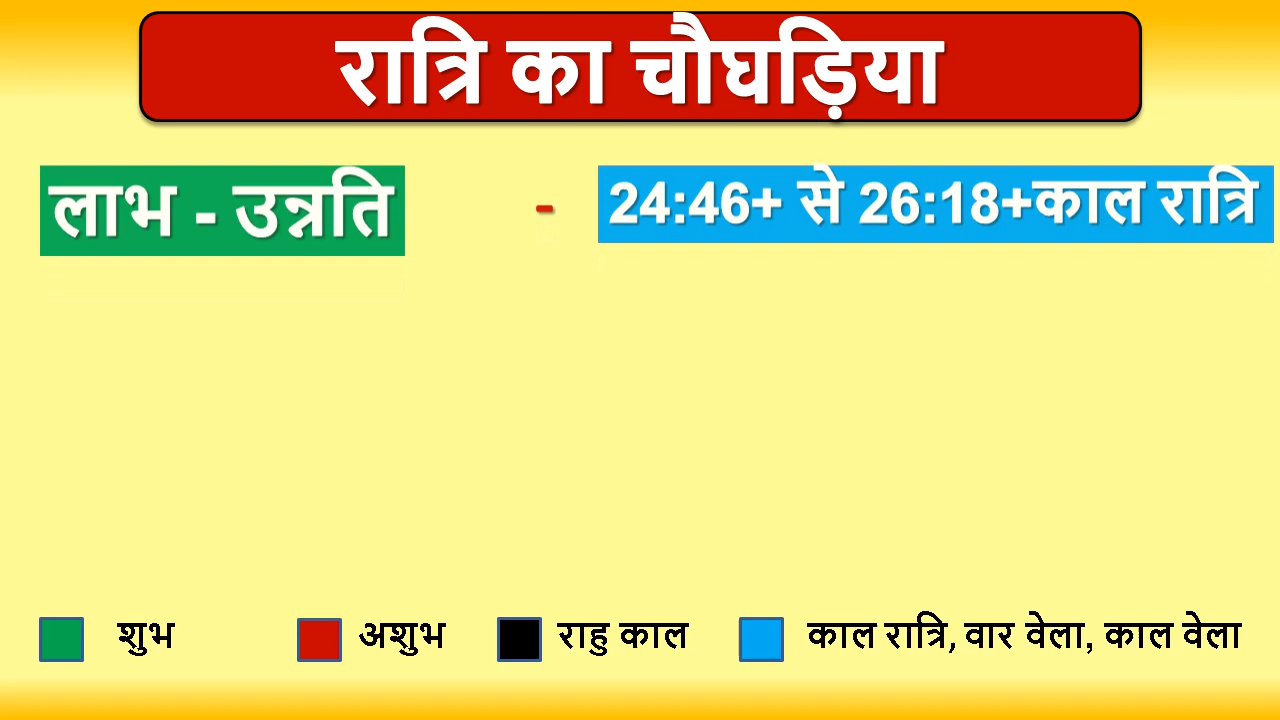 रात्रि का चौघड़िया
लाभ - उन्नति - 24:46+ से 26:18+काल रात्रि
शुभ अशुभ राहु काल काल रात्रि, वार वेला, काल वेला